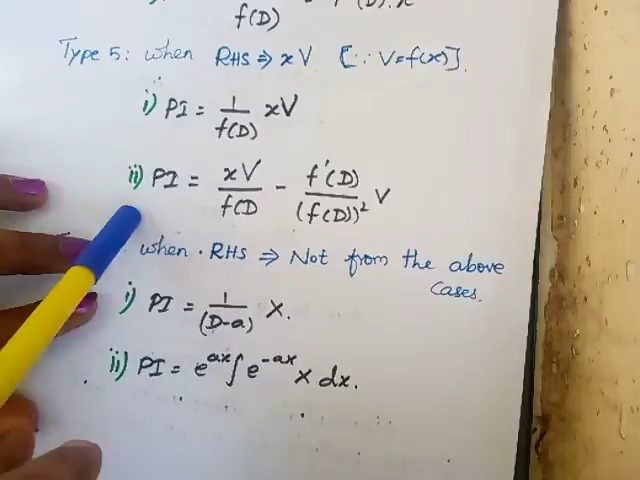 f(D)
Type 5: when RHS ⇒ xV [∵ V=f(x)].
i) PI = 1/f(D) xV
ii) PI = xV/f(D - f'(D)/(f(D))² V
when . RHS ⇒ Not from the above
Cases.
i) PI = 1/(D-a) X.
ii) PI = e^ax ∫ e^-ax x dx.